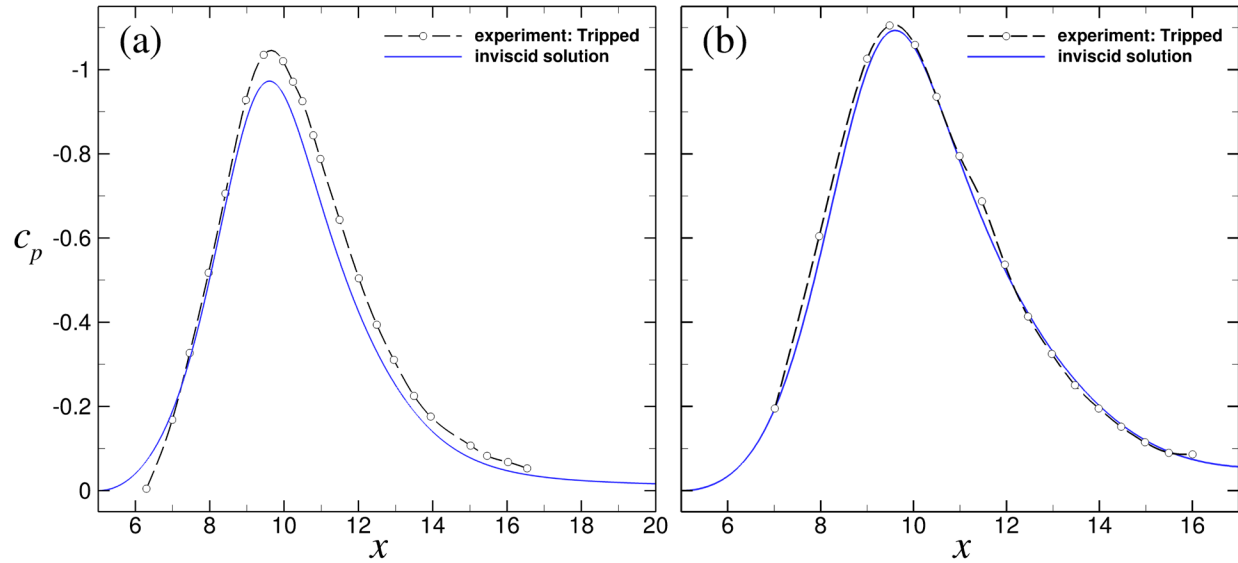 (a)
experiment: Tripped
inviscid solution
(b)
experiment: Tripped
inviscid solution
-1
-0.8
-0.6
-0.4
-0.2
0
c_p
6 8 10 12 14 16 18 20
6 8 10 12 14 16
x
x